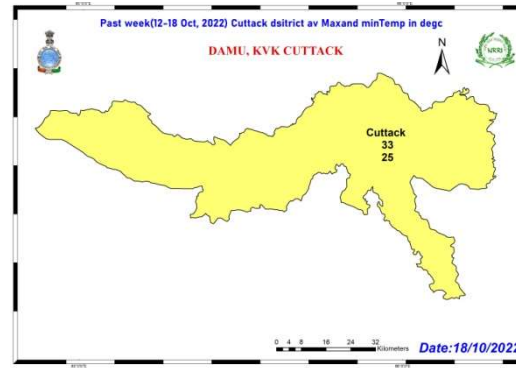 Past week(12-18 Oct, 2022) Cuttack dsitrict av Maxand minTemp in degc
DAMU, KVK CUTTACK
N
NRRI
Cuttack
33
25
0 4 8 16 24 32
Kilometers
Date:18/10/2022